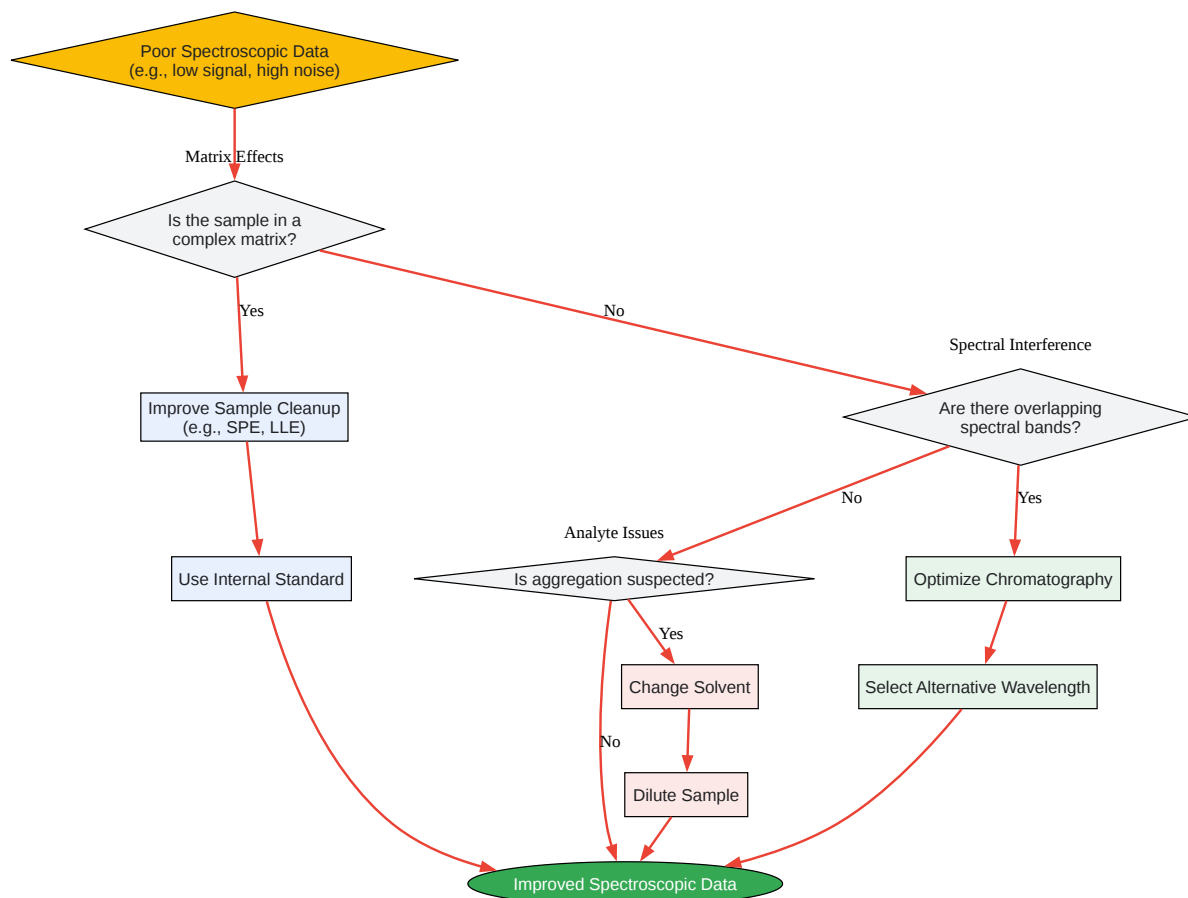 Poor Spectroscopic Data
(e.g., low signal, high noise)
Matrix Effects
Is the sample in a
complex matrix?
Yes
No
Spectral Interference
Improve Sample Cleanup
(e.g., SPE, LLE)
Are there overlapping
spectral bands?
No
Yes
Analyte Issues
Use Internal Standard
Is aggregation suspected?
Optimize Chromatography
Yes
Change Solvent
Select Alternative Wavelength
No
Dilute Sample
Improved Spectroscopic Data